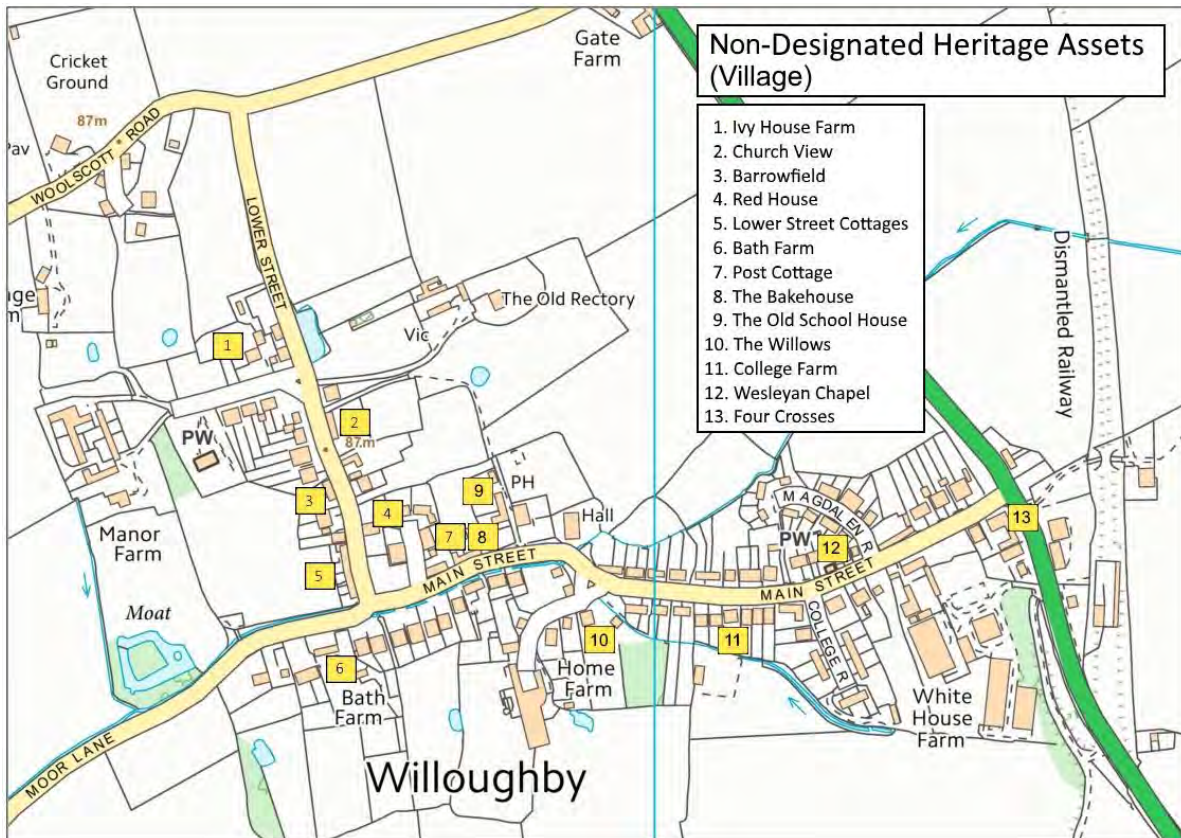 Non-Designated Heritage Assets
(Village)
1. Ivy House Farm
2. Church View
3. Barrowfield
4. Red House
5. Lower Street Cottages
6. Bath Farm
7. Post Cottage
8. The Bakehouse
9. The Old School House
10. The Willows
11. College Farm
12. Wesleyan Chapel
13. Four Crosses
Gate
Farm
Cricket
Ground
87m
Pav
WOOLSCOTT ROAD
LOWER STREET
Dismantled Railway
The Old Rectory
Vic
1
2
87m
PW
3
4
9
PH
Hall
7
8
5
MAIN STREET
MAGDALEN R
PW
12
13
MAIN STREET
COLLEGE R
Manor
Farm
Moat
6
Bath
Farm
10
Home
Farm
11
White
House
Farm
MOOR LANE
Willoughby